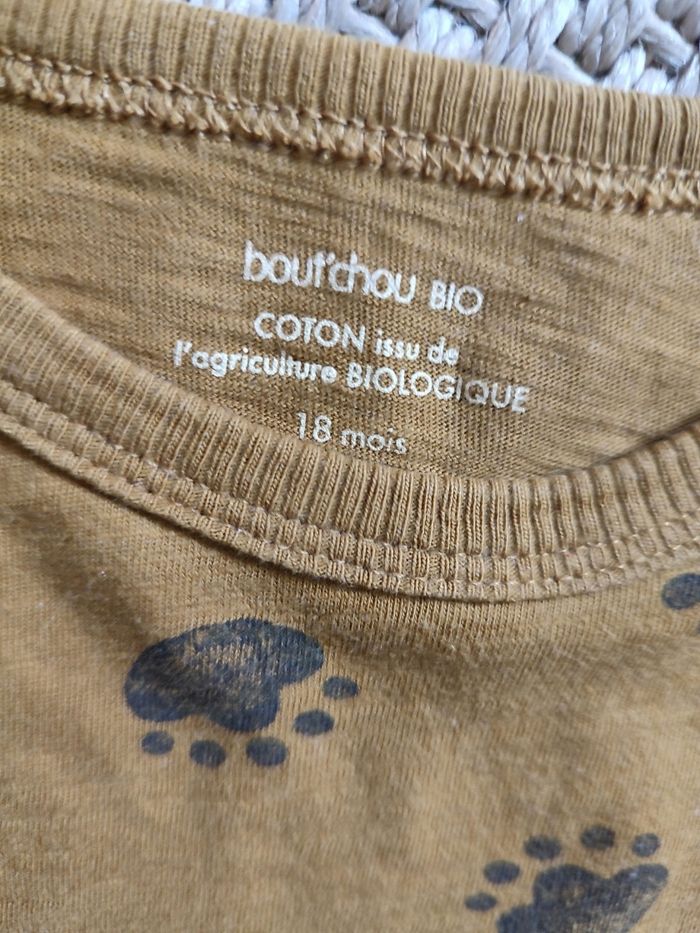 bout'chou BIO
COTON issu de
l'agriculture BIOLOGIQUE
18 mois